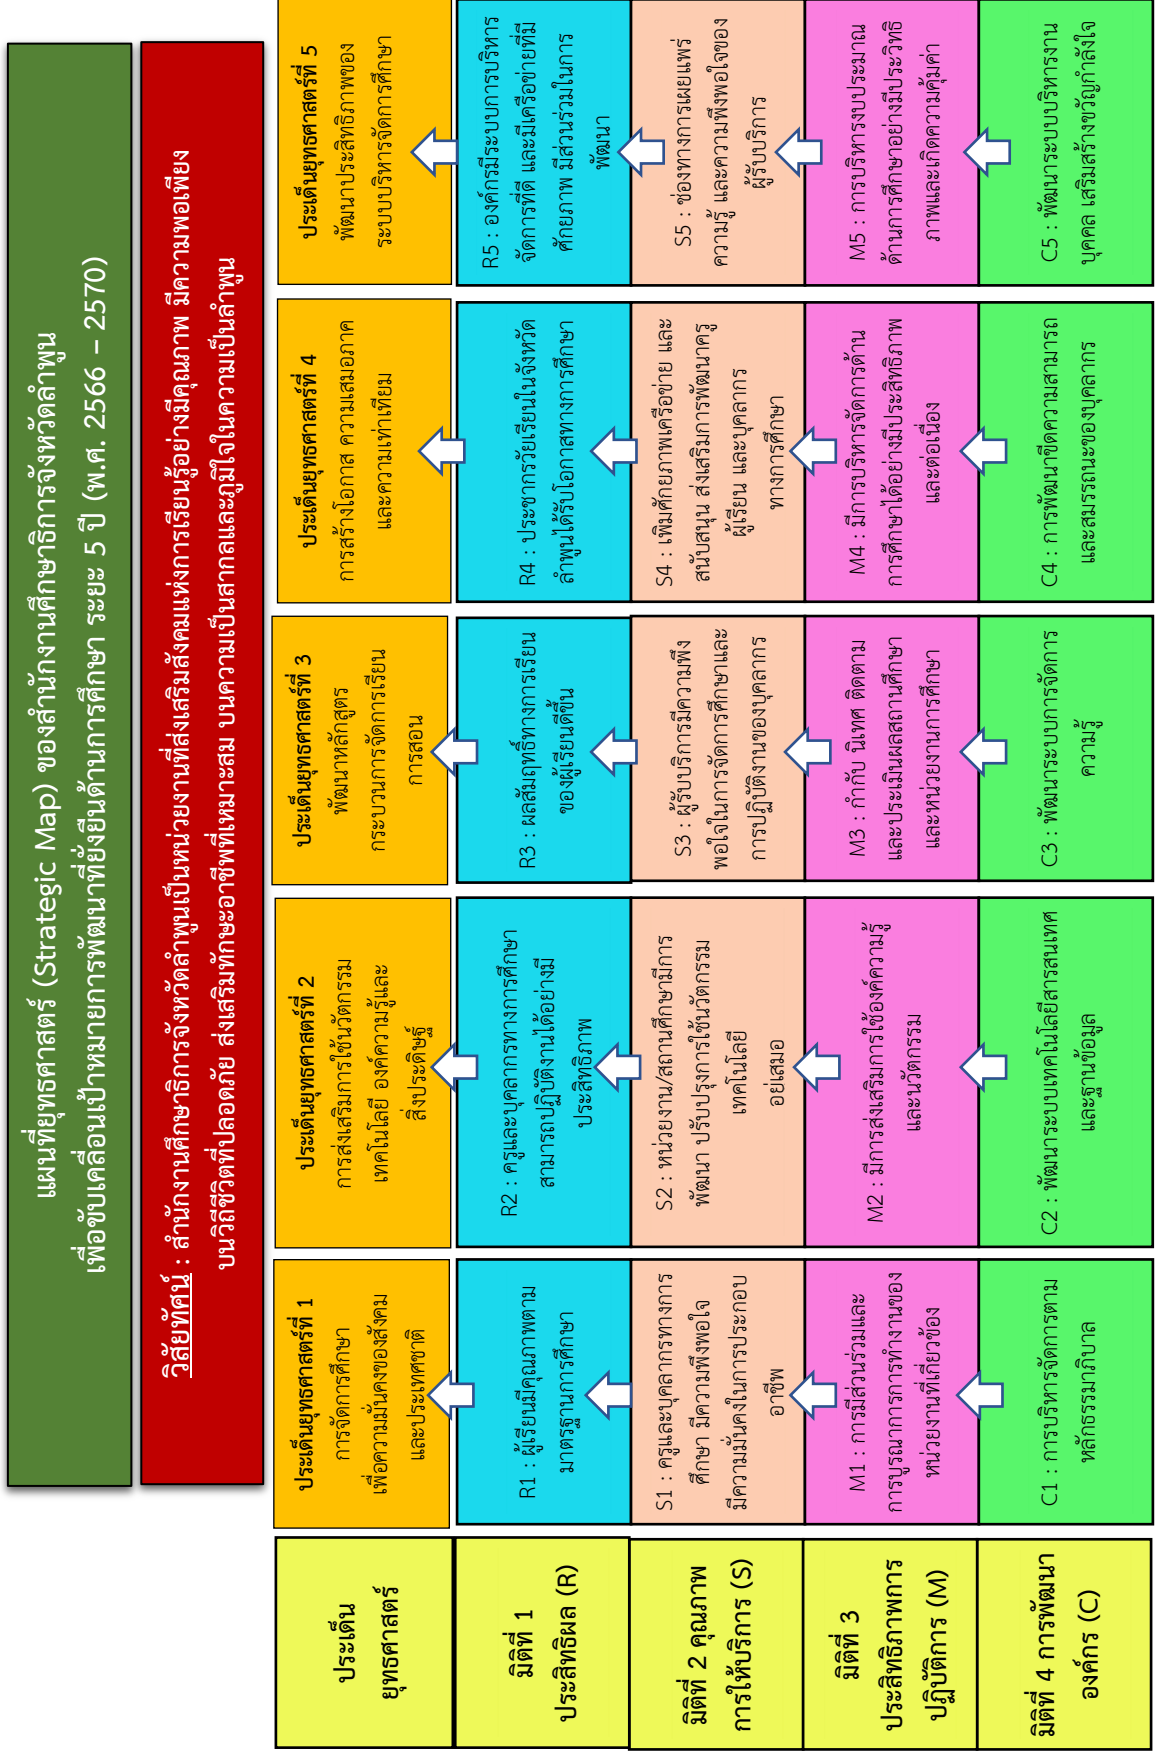 แผนที่ยุทธศาสตร์ (Strategic Map) ของสำนักงานศึกษาธิการจังหวัดลำพูน
เพื่อขับเคลื่อนเป้าหมายการพัฒนาที่ยั่งยืนด้านการศึกษา ระยะ 5 ปี (พ.ศ. 2566 – 2570)
วิสัยทัศน์ : สำนักงานศึกษาธิการจังหวัดลำพูนเป็นหน่วยงานที่ส่งเสริมสังคมแห่งการเรียนรู้อย่างมีคุณภาพ มีความพอเพียง
บนวิถีชีวิตที่ปลอดภัย ส่งเสริมทักษะอาชีพที่เหมาะสม บนความเป็นสากลและภูมิใจในความเป็นลำพูน
ประเด็น
ยุทธศาสตร์
ประเด็นยุทธศาสตร์ที่ 1
การจัดการศึกษา
เพื่อความมั่นคงของสังคม
และประเทศชาติ
ประเด็นยุทธศาสตร์ที่ 2
การส่งเสริมการใช้นวัตกรรม
เทคโนโลยี องค์ความรู้และ
สิ่งประดิษฐ์
ประเด็นยุทธศาสตร์ที่ 3
พัฒนาหลักสูตร
กระบวนการจัดการเรียน
การสอน
ประเด็นยุทธศาสตร์ที่ 4
การสร้างโอกาส ความเสมอภาค
และความเท่าเทียม
ประเด็นยุทธศาสตร์ที่ 5
พัฒนาประสิทธิภาพของ
ระบบบริหารจัดการศึกษา
มิติที่ 1
ประสิทธิผล (R)
R1 : ผู้เรียนมีคุณภาพตาม
มาตรฐานการศึกษา
R2 : ครูและบุคลากรทางการศึกษา
สามารถปฏิบัติงานได้อย่างมี
ประสิทธิภาพ
R3 : ผลสัมฤทธิ์ทางการเรียน
ของผู้เรียนดีขึ้น
R4 : ประชากรวัยเรียนในจังหวัด
ลำพูนได้รับโอกาสทางการศึกษา
R5 : องค์กรมีระบบการบริหาร
จัดการที่ดี และมีเครือข่ายที่มี
ศักยภาพ มีส่วนร่วมในการ
พัฒนา
มิติที่ 2 คุณภาพ
การให้บริการ (S)
S1 : ครูและบุคลากรทางการ
ศึกษา มีความพึงพอใจ
มีความมั่นคงในการประกอบ
อาชีพ
S2 : หน่วยงาน/สถานศึกษามีการ
พัฒนา ปรับปรุงการใช้นวัตกรรม
เทคโนโลยี
อยู่เสมอ
S3 : ผู้รับบริการมีความพึง
พอใจในการจัดการศึกษาและ
การปฏิบัติงานของบุคลากร
S4 : เพิ่มศักยภาพเครือข่าย และ
สนับสนุน ส่งเสริมการพัฒนาครู
ผู้เรียน และบุคลากร
ทางการศึกษา
S5 : ช่องทางการเผยแพร่
ความรู้ และความพึงพอใจของ
ผู้รับบริการ
มิติที่ 3
ประสิทธิภาพการ
ปฏิบัติการ (M)
M1 : การมีส่วนร่วมและ
การบูรณาการการทำงานของ
หน่วยงานที่เกี่ยวข้อง
M2 : มีการส่งเสริมการใช้องค์ความรู้
และนวัตกรรม
M3 : กำกับ นิเทศ ติดตาม
และประเมินผลสถานศึกษา
และหน่วยงานการศึกษา
M4 : มีการบริหารจัดการด้าน
การศึกษาได้อย่างมีประสิทธิภาพ
และต่อเนื่อง
M5 : การบริหารงบประมาณ
ด้านการศึกษาอย่างมีประวิทธิ
ภาพและเกิดความคุ้มค่า
มิติที่ 4 การพัฒนา
องค์กร (C)
C1 : การบริหารจัดการตาม
หลักธรรมาภิบาล
C2 : พัฒนาระบบเทคโนโลยีสารสนเทศ
และฐานข้อมูล
C3 : พัฒนาระบบการจัดการ
ความรู้
C4 : การพัฒนาขีดความสามารถ
และสมรรถนะของบุคลากร
C5 : พัฒนาระบบบริหารงาน
บุคคล เสริมสร้างขวัญกำลังใจ